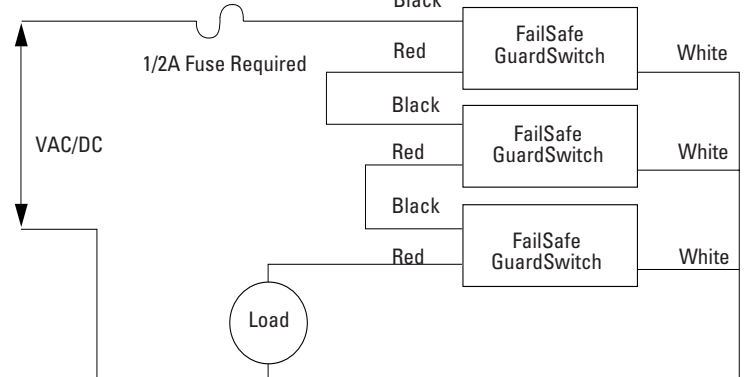 Black
FailSafe
GuardSwitch
Red
White
1/2A Fuse Required
Black
FailSafe
GuardSwitch
VAC/DC
Red
White
Black
FailSafe
GuardSwitch
Red
White
Load